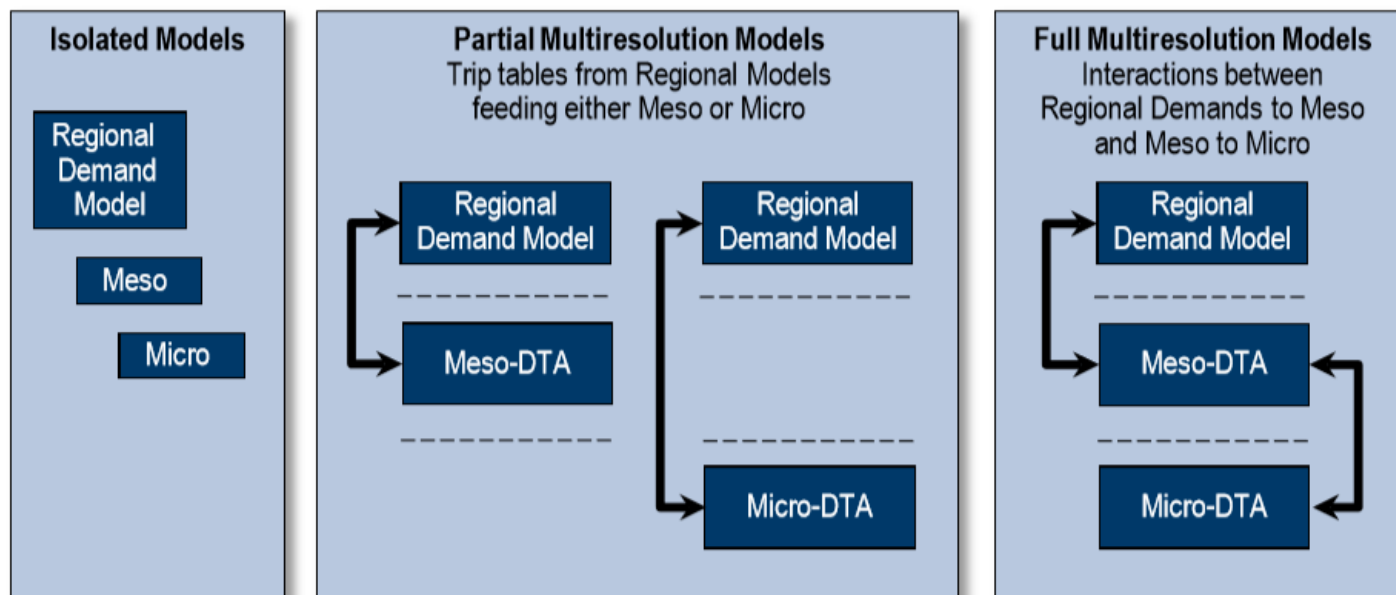 Isolated Models
Regional
Demand
Model
Meso
Micro
Partial Multiresolution Models
Trip tables from Regional Models
feeding either Meso or Micro
Regional
Demand Model
Meso-DTA
Regional
Demand Model
Micro-DTA
Full Multiresolution Models
Interactions between
Regional Demands to Meso
and Meso to Micro
Regional
Demand Model
Meso-DTA
Micro-DTA